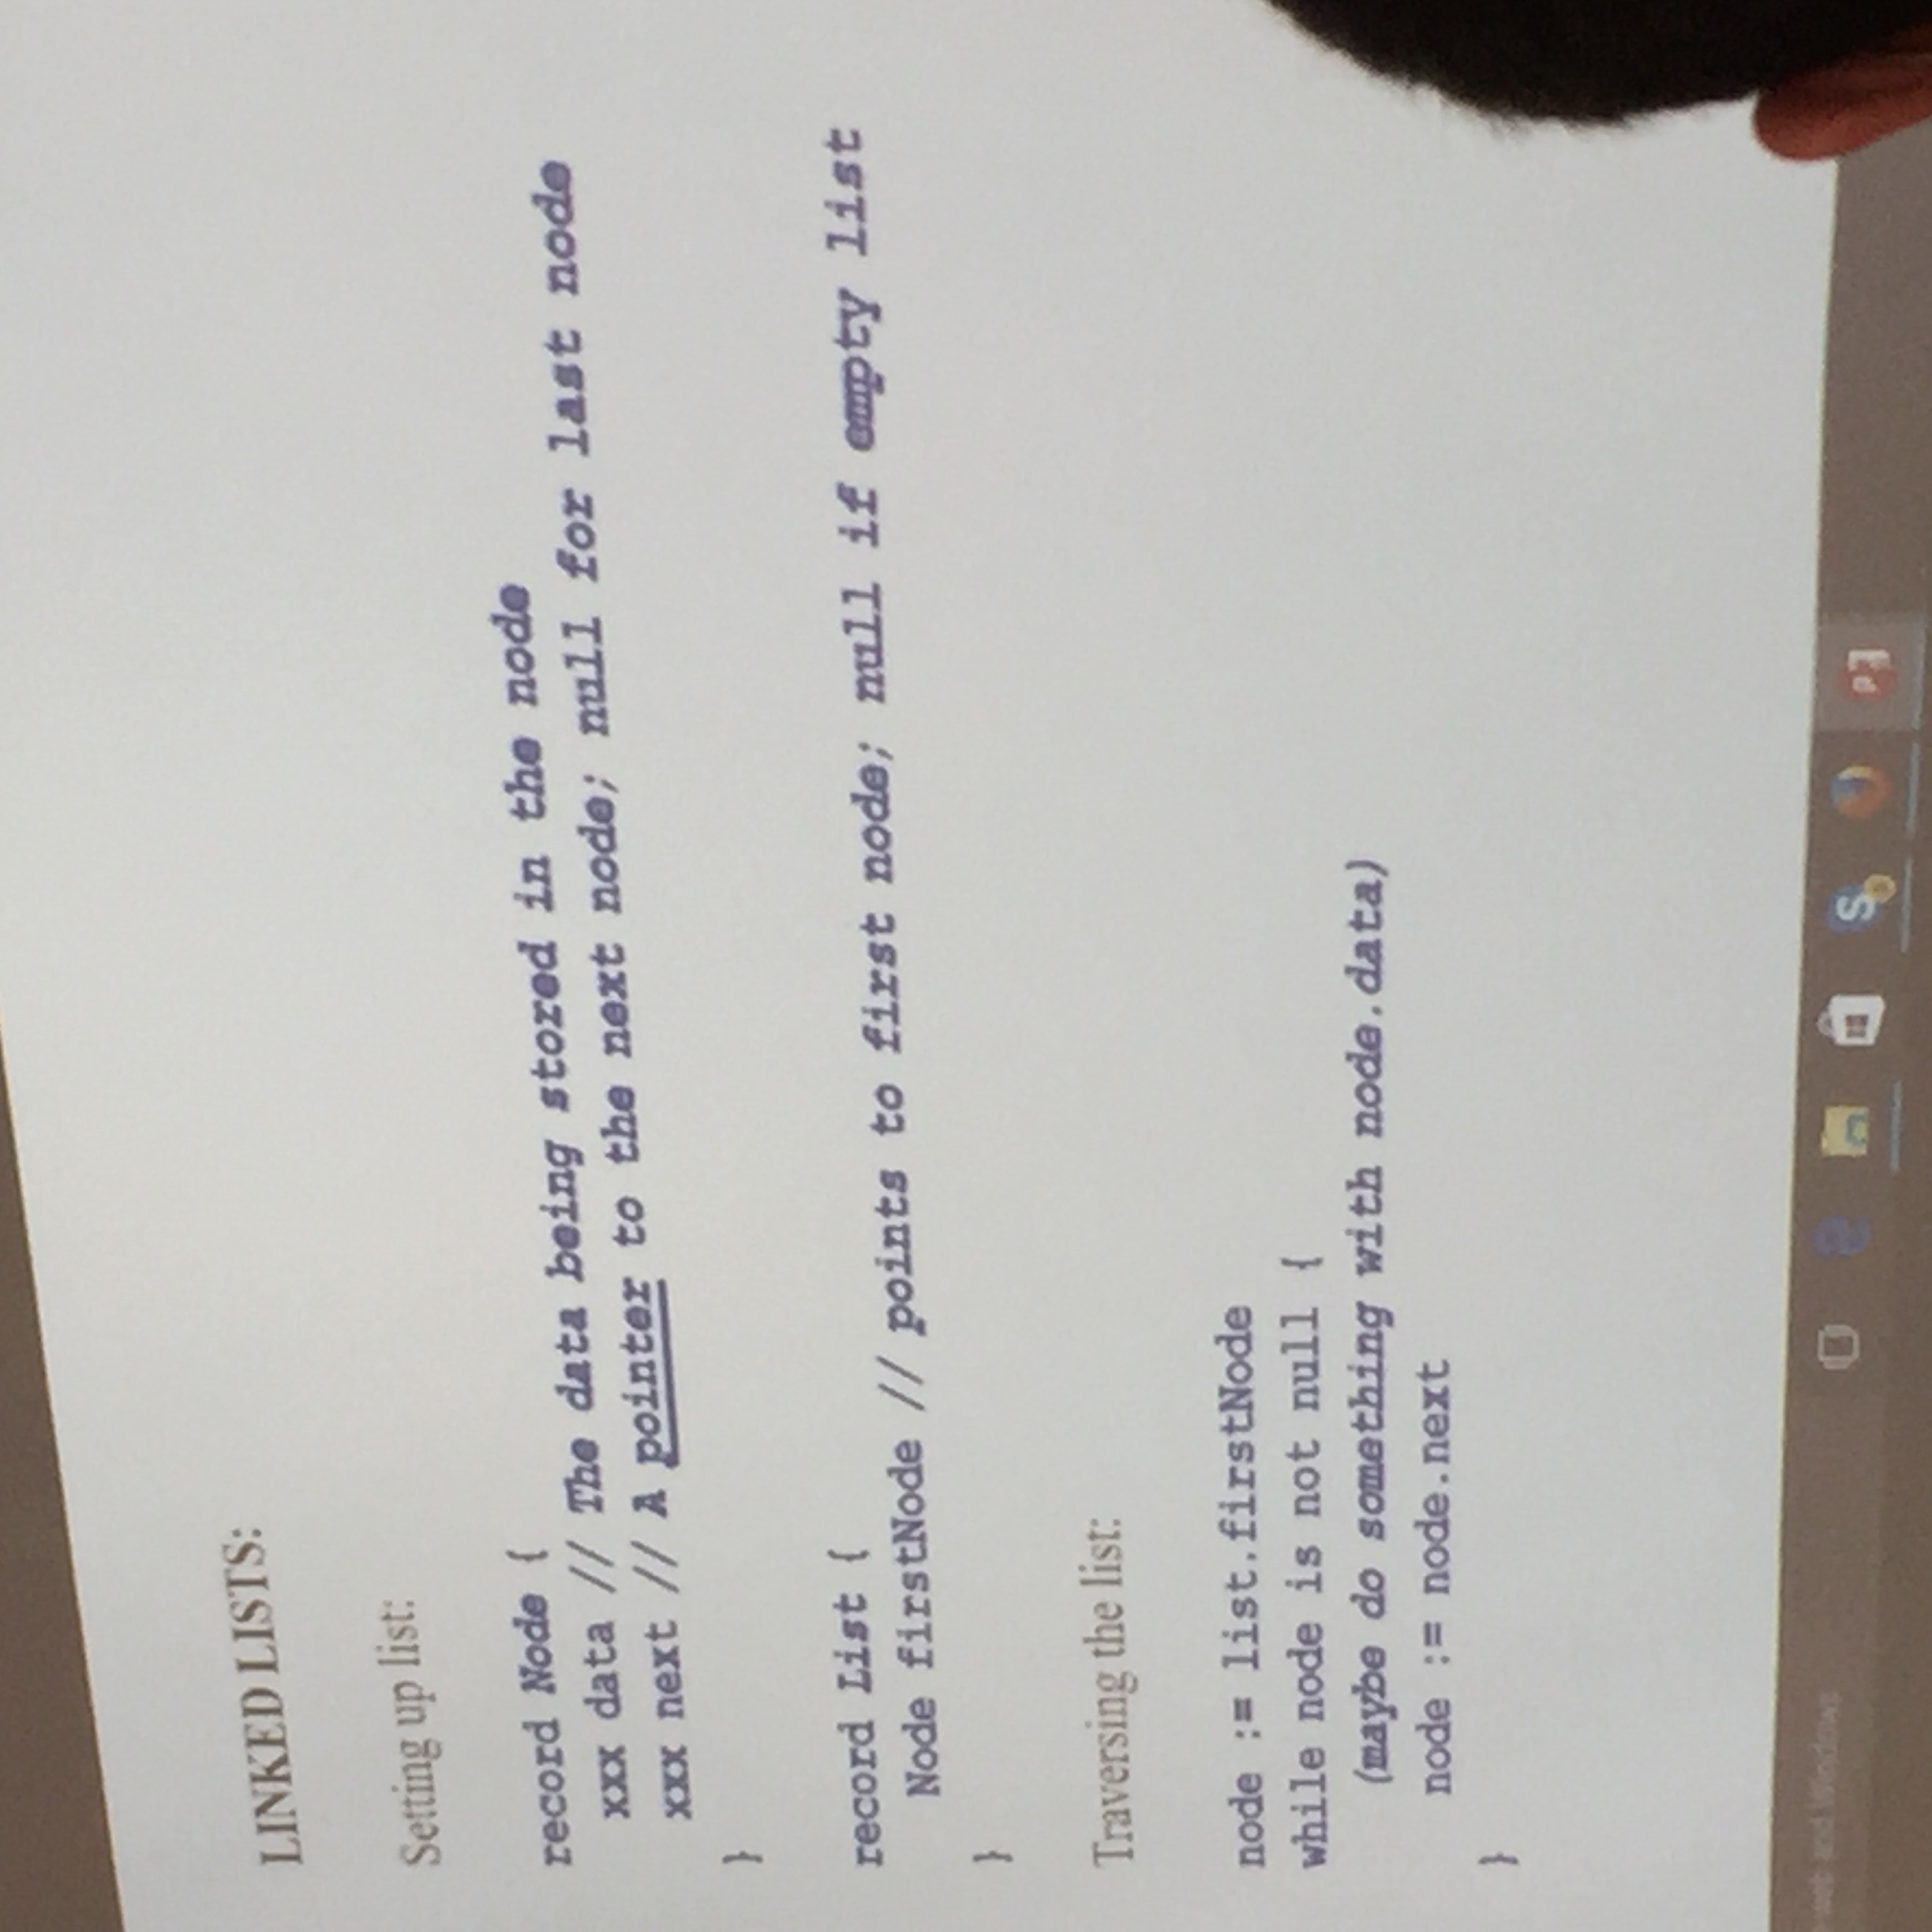 LINKED LISTS:
Setting up list:
record Node {
xxx data // The data being stored in the node
xxx next // A pointer to the next node; null for last node
}
record List {
Node firstNode // points to first node; null if empty list
}
Traversing the list:
node := list.firstNode
while node is not null {
(maybe do something with node.data)
node := node.next
}
web and Windows